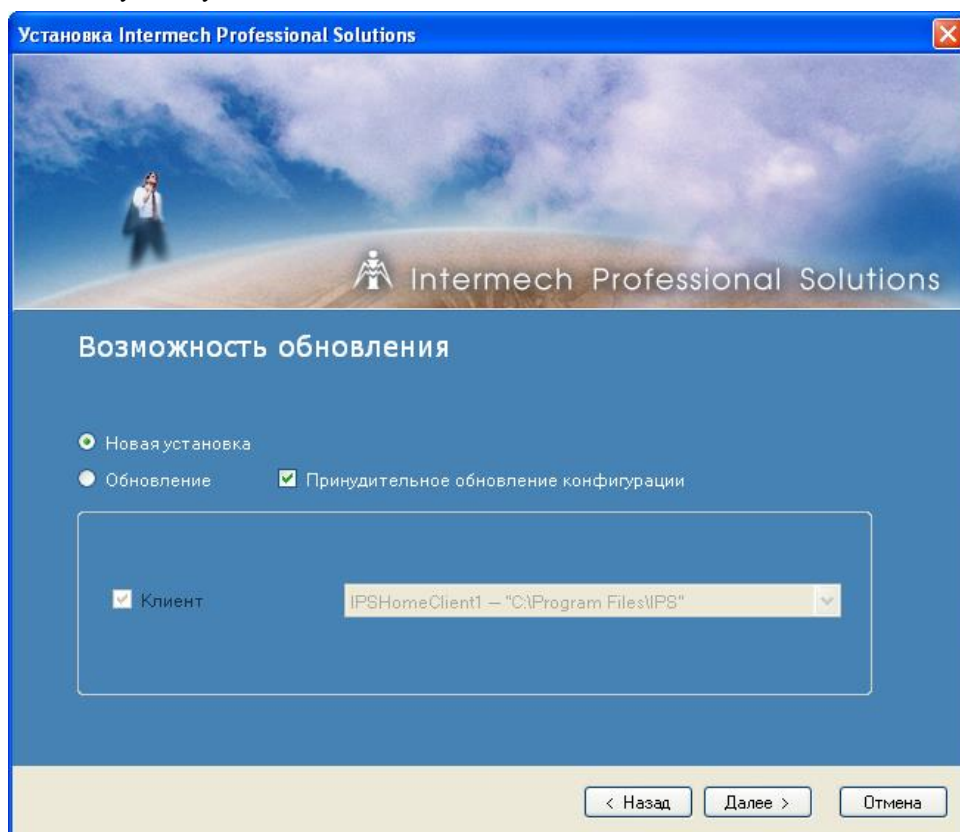 Установка Intermech Professional Solutions
Intermech Professional Solutions
Возможность обновления
Новая установка
Обновление
Принудительное обновление конфигурации
Клиент
IPSHomeClient1 – "C:\Program Files\IPS"
< Назад
Далее >
Отмена